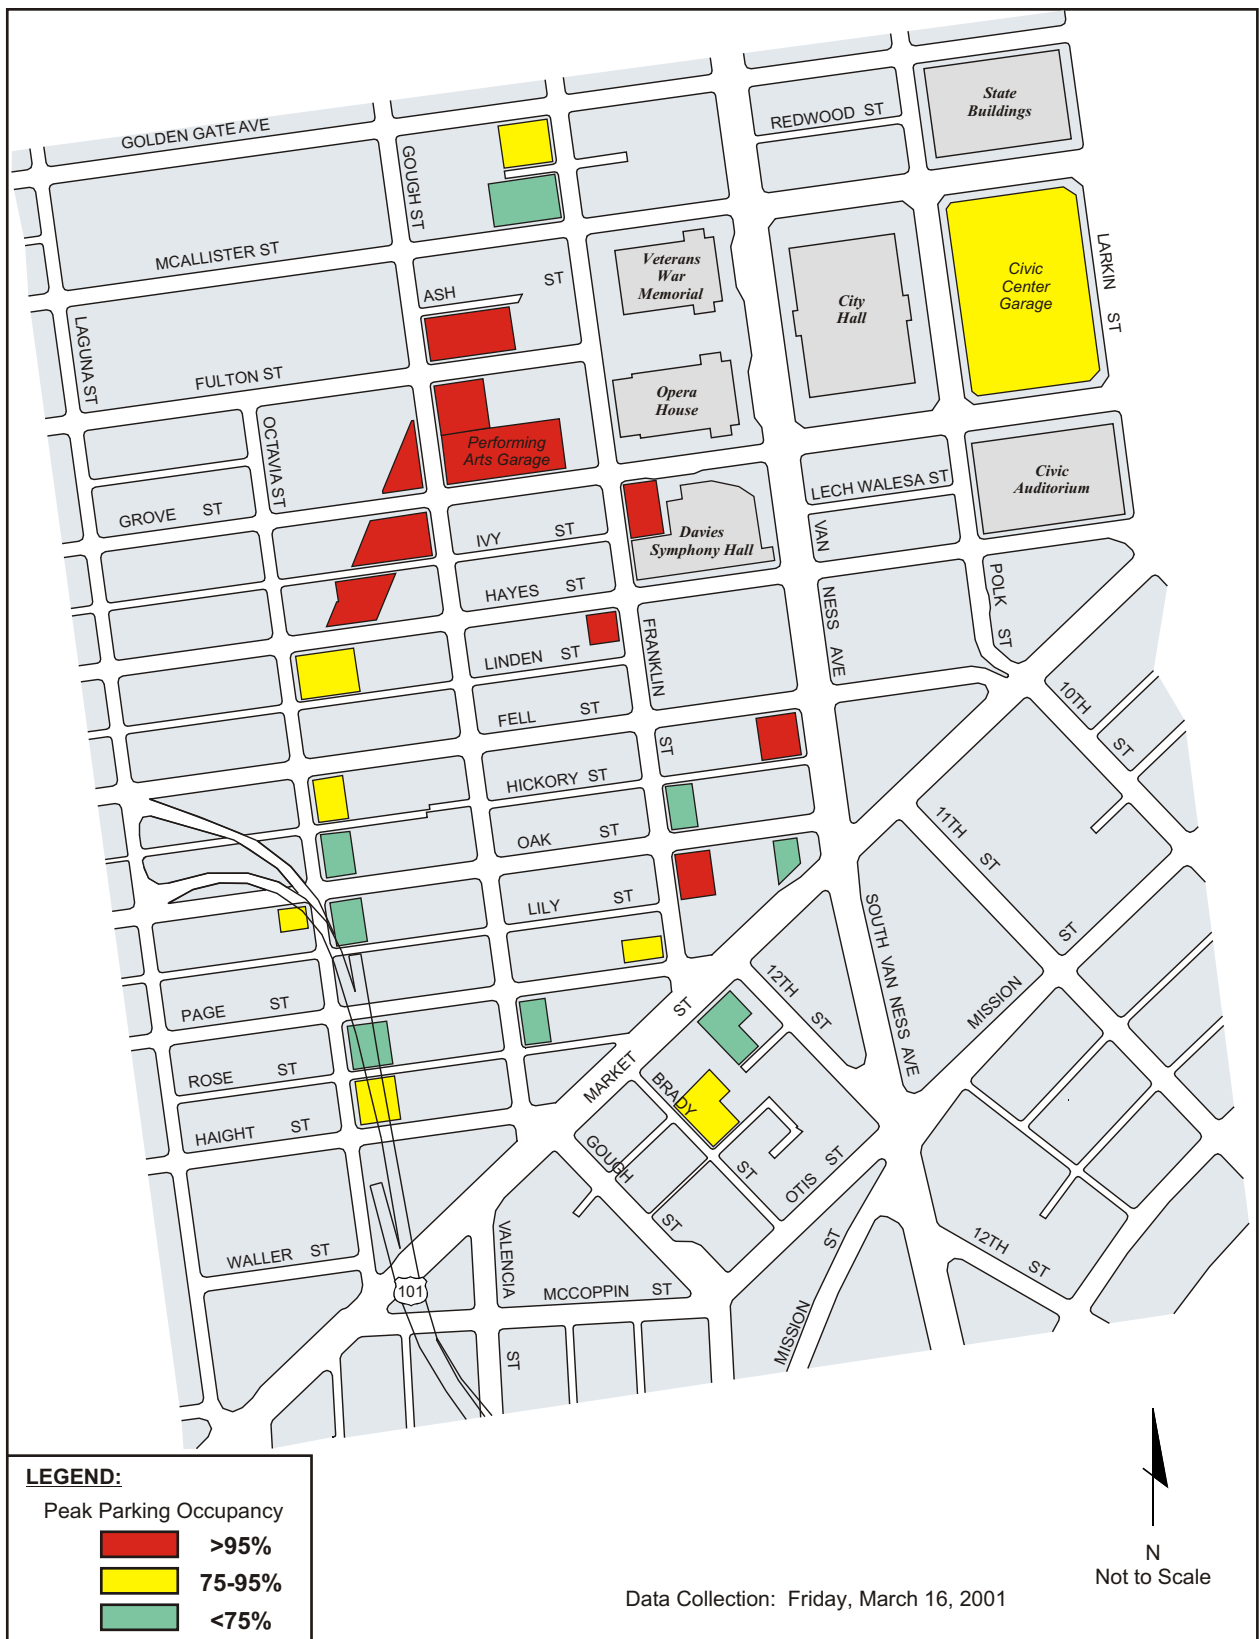 GOLDEN GATE AVE
REDWOOD ST
State
Buildings
GOUGH ST
MCALLISTER ST
Veterans
War
Memorial
City
Hall
Civic
Center
Garage
LARKIN ST
ASH ST
LAGUNA ST
FULTON ST
Opera
House
OCTAVIA ST
Performing
Arts Garage
GROVE ST
IVY ST
LECH WALESA ST
Civic
Auditorium
Davies
Symphony Hall
VAN NESS AVE
POLK ST
HAYES ST
FRANKLIN ST
LINDEN ST
FELL ST
10TH ST
HICKORY ST
OAK ST
11TH ST
LILY ST
SOUTH VAN NESS AVE
MISSION ST
12TH ST
PAGE ST
MARKET ST
ROSE ST
BRADY ST
HAIGHT ST
GOUGH ST
OTIS ST
WALLER ST
VALENCIA ST
MCCOPPIN ST
MISSION ST
12TH ST
101
LEGEND:
Peak Parking Occupancy
>95%
75-95%
<75%
Data Collection: Friday, March 16, 2001
N
Not to Scale